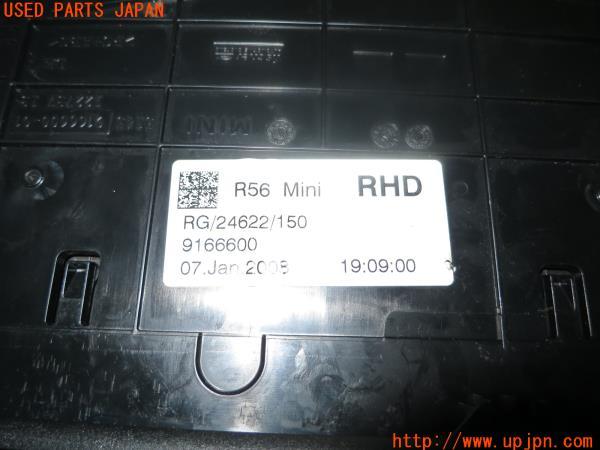 USED PARTS JAPAN
MINI
R56 Mini RHD
RG/24622/150
9166600
07.Jan 2008 19:09:00
http://www.upjpn.com/